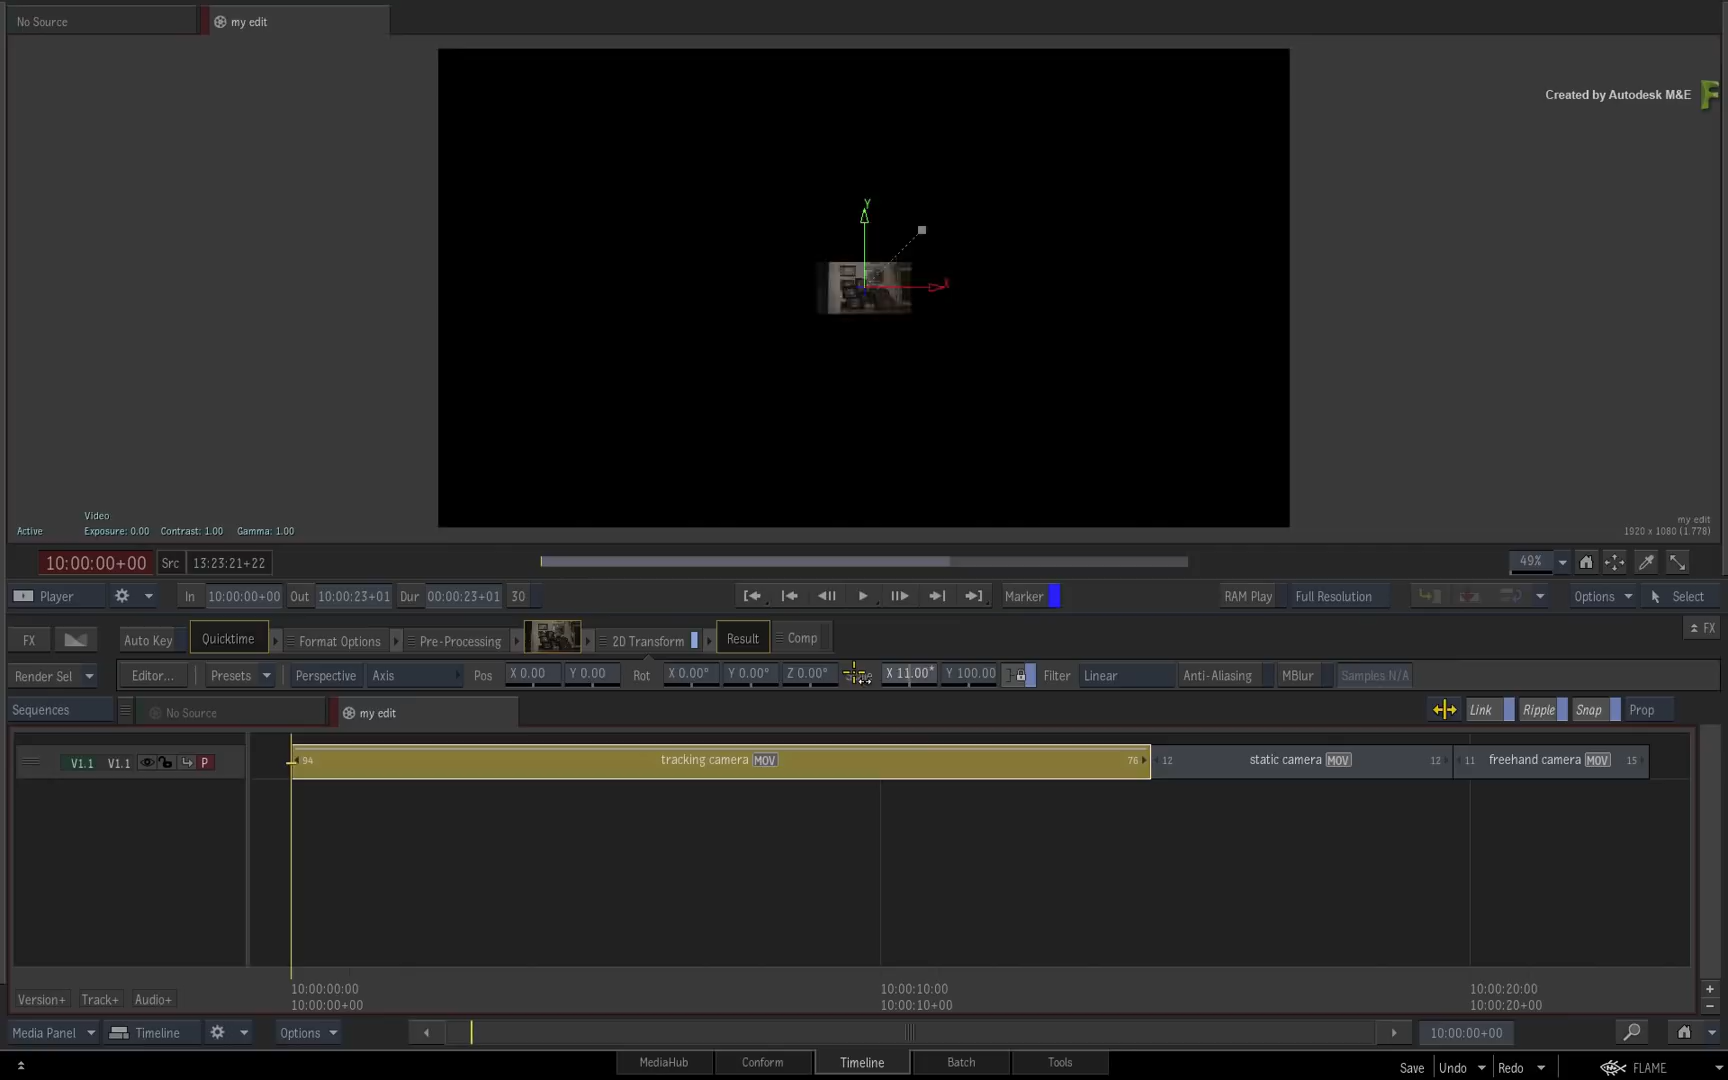 No Source
my edit
Created by Autodesk M&E
Y
Video
Active
Exposure: 0.00 Contrast: 1.00 Gamma: 1.00
my edit
1920 x 1080 (1.778)
10:00:00+00 Src 13:23:21+22
49%
Player In 10:00:00+00 Out 10:00:23+01 Dur 00:00:23+01 30 Marker RAM Play Full Resolution Options Select
FX Auto Key Quicktime Format Options Pre-Processing 2D Transform Result Comp FX
Render Sel Editor... Presets Perspective Axis Pos X 0.00 Y 0.00 Rot X 0.00° Y 0.00° Z 0.00° X 11.00* Y 100.00 Filter Linear Anti-Aliasing MBlur Samples N/A
Sequences No Source my edit Link Ripple Snap Prop
V1.1 V1.1 P 94 tracking camera MOV 76 12 static camera MOV 12 11 freehand camera MOV 15
10:00:00:00 10:00:10:00 10:00:20:00
Version+ Track+ Audio+ 10:00:00+00 10:00:10+00 10:00:20+00
Media Panel Timeline Options 10:00:00+00
MediaHub Conform Timeline Batch Tools Save Undo Redo FLAME